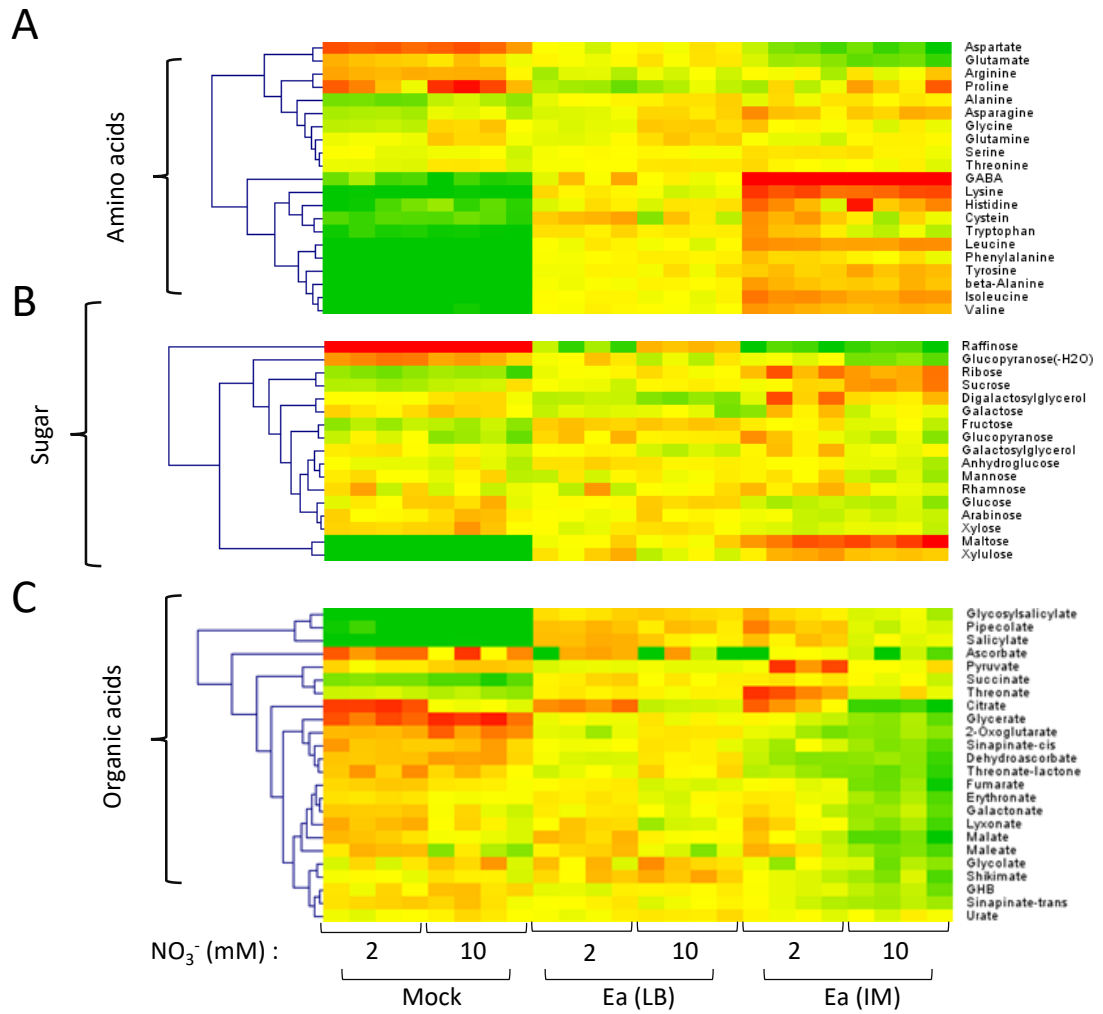 A
Amino acids
Aspartate
Glutamate
Arginine
Proline
Alanine
Asparagine
Glycine
Glutamine
Serine
Threonine
GABA
Lysine
Histidine
Cystein
Tryptophan
Leucine
Phenylalanine
Tyrosine
beta-Alanine
Isoleucine
Valine
B
Sugar
Raffinose
Glucopyranose(-H2O)
Ribose
Sucrose
Digalactosylglycerol
Galactose
Fructose
Glucopyranose
Galactosylglycerol
Anhydroglucose
Mannose
Rhamnose
Glucose
Arabinose
Xylose
Maltose
Xylulose
C
Organic acids
Glycosylsalicylate
Pipecolate
Salicylate
Ascorbate
Pyruvate
Succinate
Threonate
Citrate
Glycerate
2-Oxoglutarate
Sinapinate-cis
Dehydroascorbate
Threonate-lactone
Fumarate
Erythronate
Galactonate
Lyxonate
Malate
Maleate
Glycolate
Shikimate
GHB
Sinapinate-trans
Urate
NO₃⁻ (mM) : 2 10 2 10 2 10
Mock Ea (LB) Ea (IM)